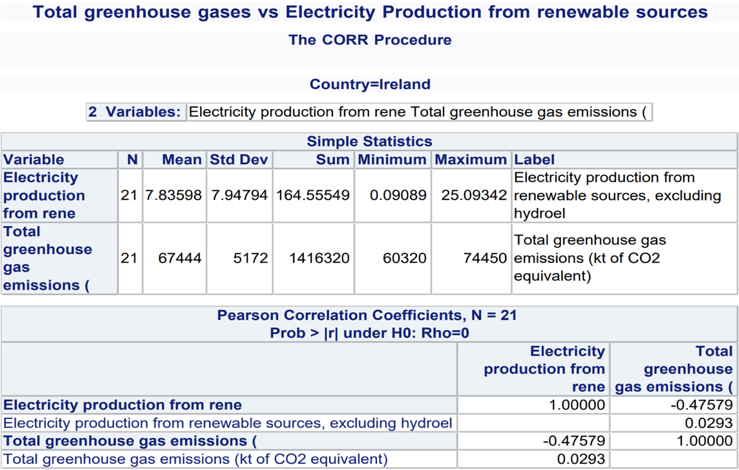 Total greenhouse gases vs Electricity Production from renewable sources
The CORR Procedure
Country=Ireland
2 Variables: Electricity production from rene Total greenhouse gas emissions (
Simple Statistics
Variable N Mean Std Dev Sum Minimum Maximum Label
Electricity
production
from rene
21 7.83598 7.94794 164.55549 0.09089 25.09342
Electricity production from
renewable sources, excluding
hydroel
Total
greenhouse
gas
emissions (
21 67444 5172 1416320 60320 74450
Total greenhouse gas
emissions (kt of CO2
equivalent)
Pearson Correlation Coefficients, N = 21
Prob > |r| under H0: Rho=0
Electricity
production from
rene
Total
greenhouse
gas emissions (
Electricity production from rene 1.00000 -0.47579
Electricity production from renewable sources, excluding hydroel 0.0293
Total greenhouse gas emissions ( -0.47579 1.00000
Total greenhouse gas emissions (kt of CO2 equivalent) 0.0293